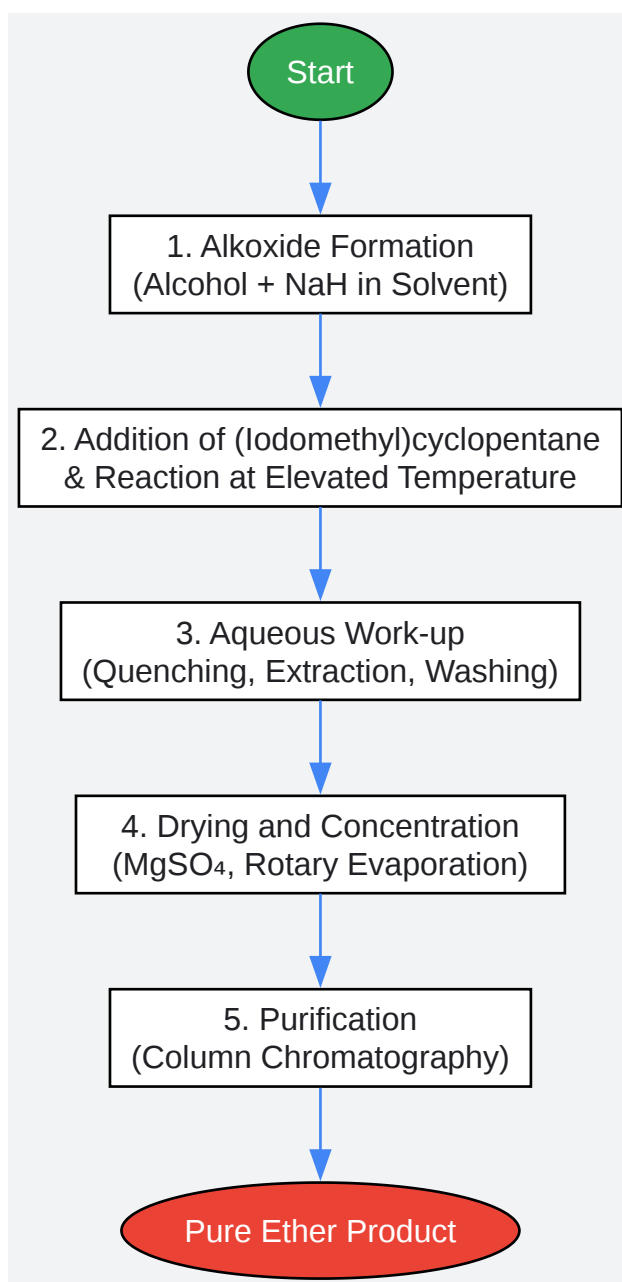 Start
1. Alkoxide Formation
(Alcohol + NaH in Solvent)
2. Addition of (Iodomethyl)cyclopentane
& Reaction at Elevated Temperature
3. Aqueous Work-up
(Quenching, Extraction, Washing)
4. Drying and Concentration
(MgSO₄, Rotary Evaporation)
5. Purification
(Column Chromatography)
Pure Ether Product